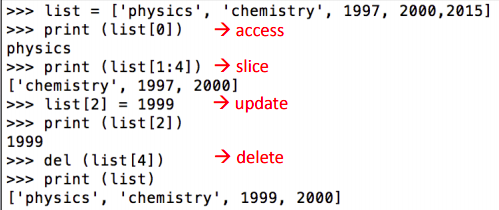 >>> list = ['physics', 'chemistry', 1997, 2000,2015]
>>> print (list[0]) → access
physics
>>> print (list[1:4]) → slice
['chemistry', 1997, 2000]
>>> list[2] = 1999 → update
>>> print (list[2])
1999
>>> del (list[4]) → delete
>>> print (list)
['physics', 'chemistry', 1999, 2000]